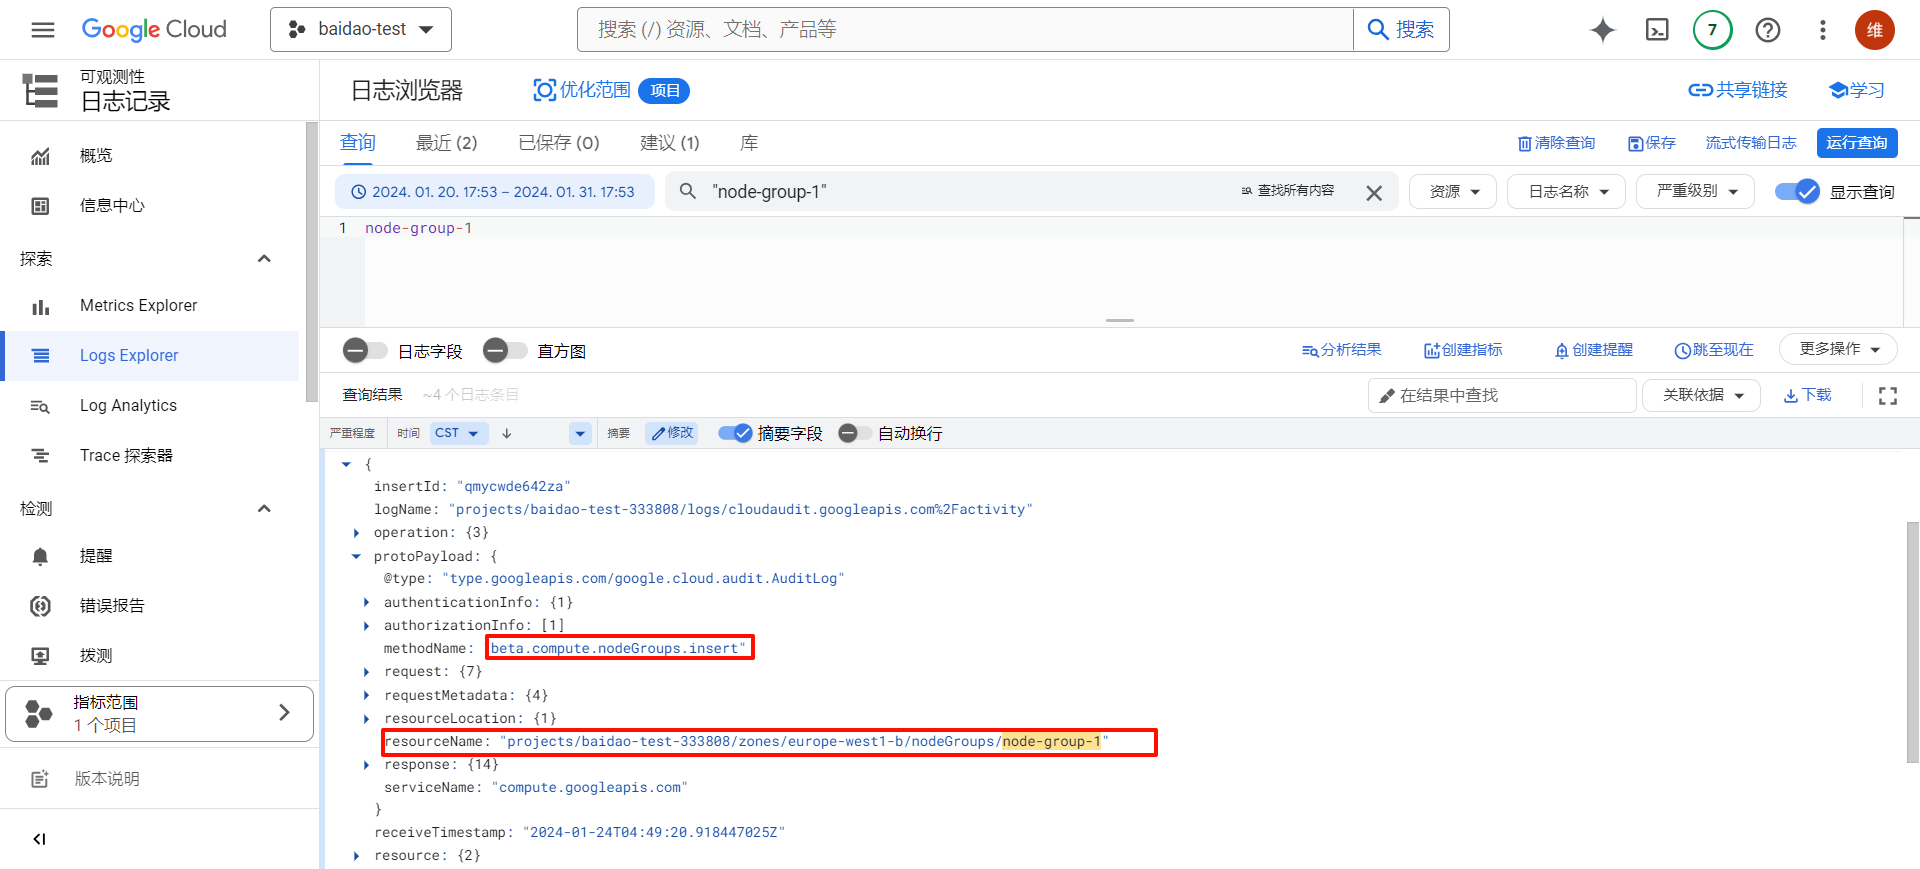 Google Cloud
baidao-test
搜索 (/) 资源、文档、产品等
搜索
7
维
可观测性
日志记录
日志浏览器
优化范围
项目
共享链接
学习
概览
信息中心
探索
Metrics Explorer
Logs Explorer
Log Analytics
Trace 探索器
检测
提醒
错误报告
拨测
指标范围
1 个项目
版本说明
查询
最近 (2)
已保存 (0)
建议 (1)
库
清除查询
保存
流式传输日志
运行查询
2024. 01. 20. 17:53 – 2024. 01. 31. 17:53
"node-group-1"
查找所有内容
资源
日志名称
严重级别
显示查询
1 node-group-1
日志字段
直方图
分析结果
创建指标
创建提醒
跳至现在
更多操作
查询结果
~4 个日志条目
在结果中查找
关联依据
下载
严重程度
时间
CST
摘要
修改
摘要字段
自动换行
{
insertId: "qmycwde642za"
logName: "projects/baidao-test-333808/logs/cloudaudit.googleapis.com%2Factivity"
operation: {3}
protoPayload: {
@type: "type.googleapis.com/google.cloud.audit.AuditLog"
authenticationInfo: {1}
authorizationInfo: [1]
methodName: "beta.compute.nodeGroups.insert"
request: {7}
requestMetadata: {4}
resourceLocation: {1}
resourceName: "projects/baidao-test-333808/zones/europe-west1-b/nodeGroups/node-group-1"
response: {14}
serviceName: "compute.googleapis.com"
}
receiveTimestamp: "2024-01-24T04:49:20.918447025Z"
resource: {2}